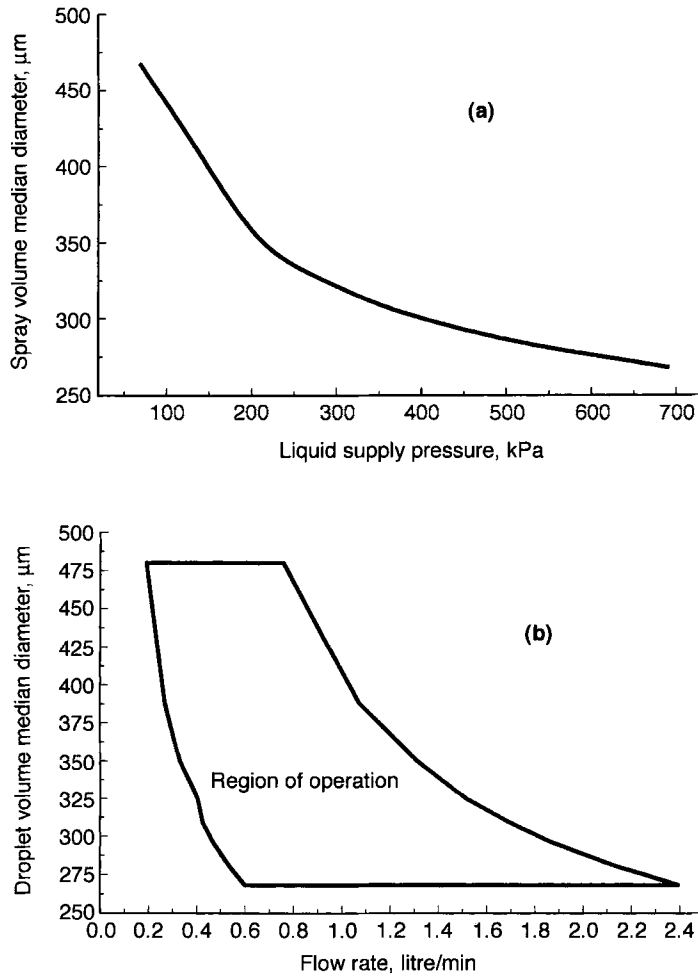 Spray volume median diameter, μm
450
400
350
300
250
(a)
100 200 300 400 500 600 700
Liquid supply pressure, kPa
Droplet volume median diameter, μm
500
475
450
425
400
375
350
325
300
275
250
(b)
Region of operation
0.0 0.2 0.4 0.6 0.8 1.0 1.2 1.4 1.6 1.8 2.0 2.2 2.4
Flow rate, litre/min